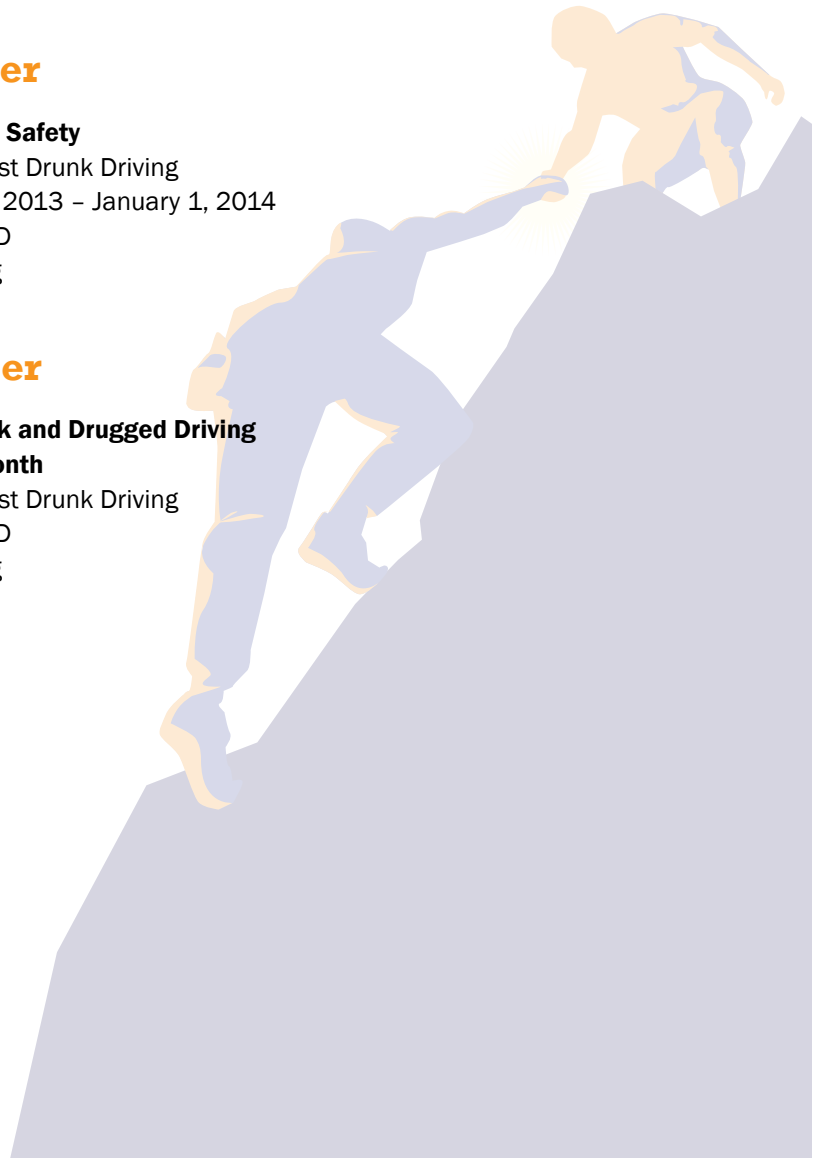 er
Safety
st Drunk Driving
2013 – January 1, 2014
D
g
er
k and Drugged Driving
onth
st Drunk Driving
D
g